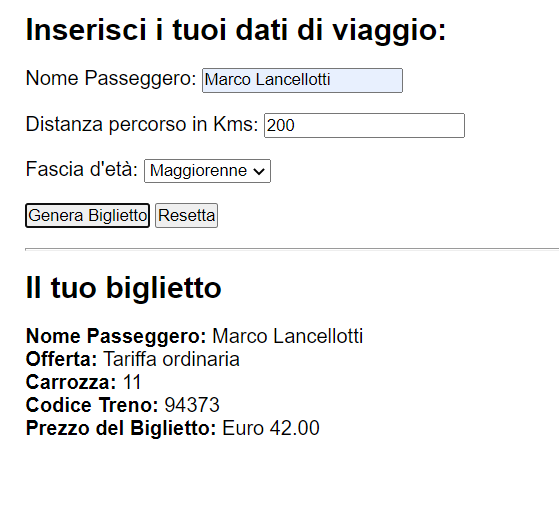 Inserisci i tuoi dati di viaggio:
Nome Passeggero: Marco Lancellotti
Distanza percorso in Kms: 200
Fascia d'età: Maggiorenne
Genera Biglietto Resetta
Il tuo biglietto
Nome Passeggero: Marco Lancellotti
Offerta: Tariffa ordinaria
Carrozza: 11
Codice Treno: 94373
Prezzo del Biglietto: Euro 42.00